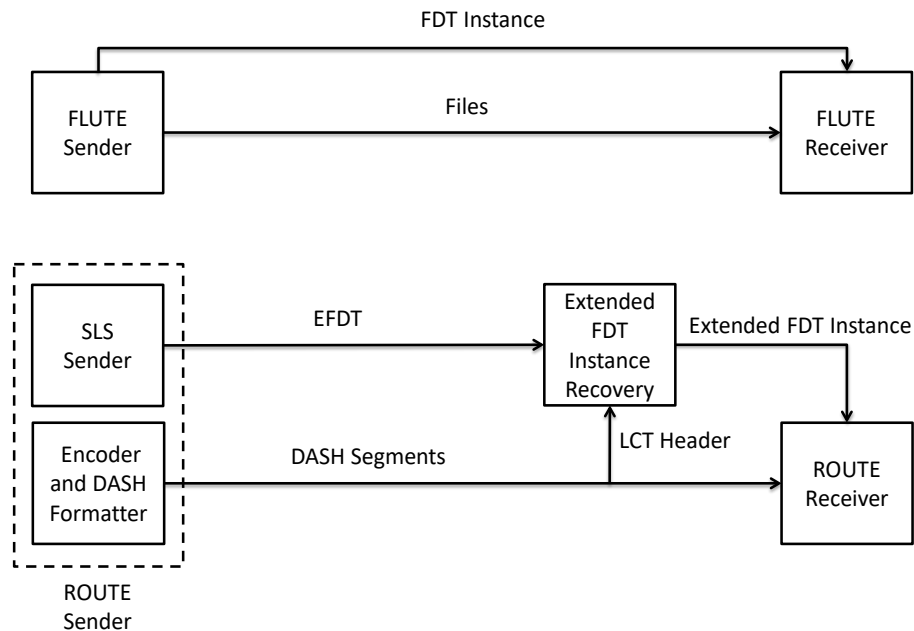 FDT Instance
FLUTE
Sender
Files
FLUTE
Receiver
SLS
Sender
EFDT
Extended
FDT
Instance
Recovery
Extended FDT Instance
Encoder
and DASH
Formatter
DASH Segments
LCT Header
ROUTE
Receiver
ROUTE
Sender